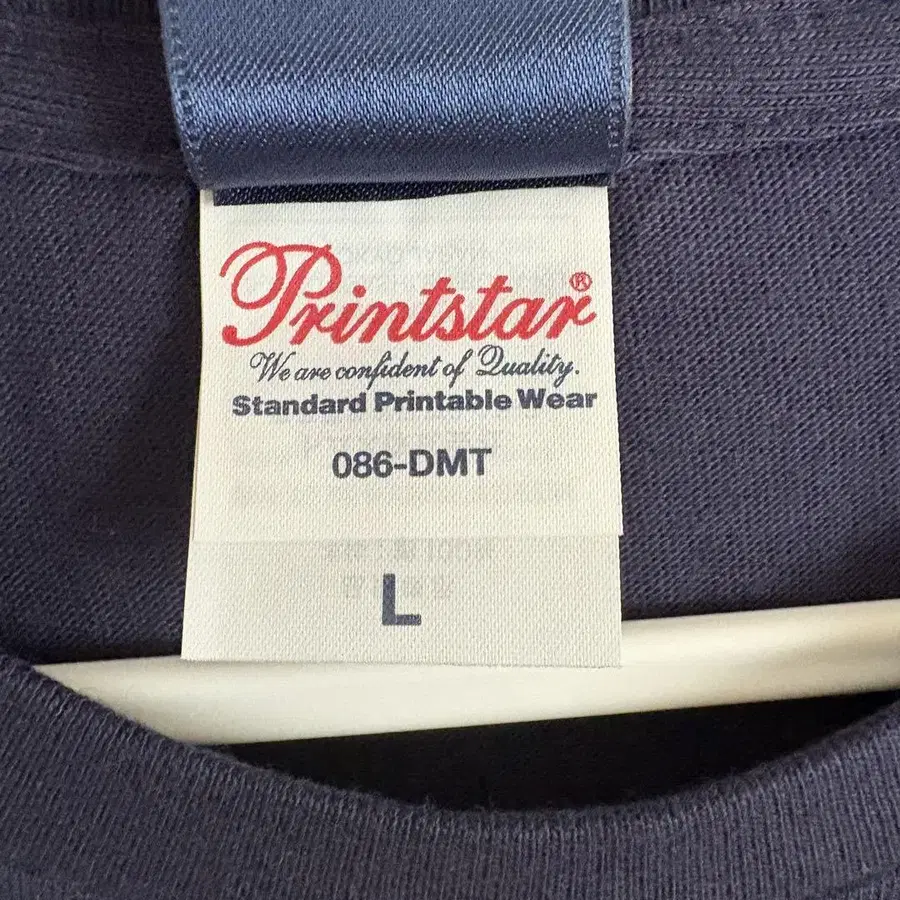 Printstar®
We are confident of Quality.
Standard Printable Wear
086-DMT
L